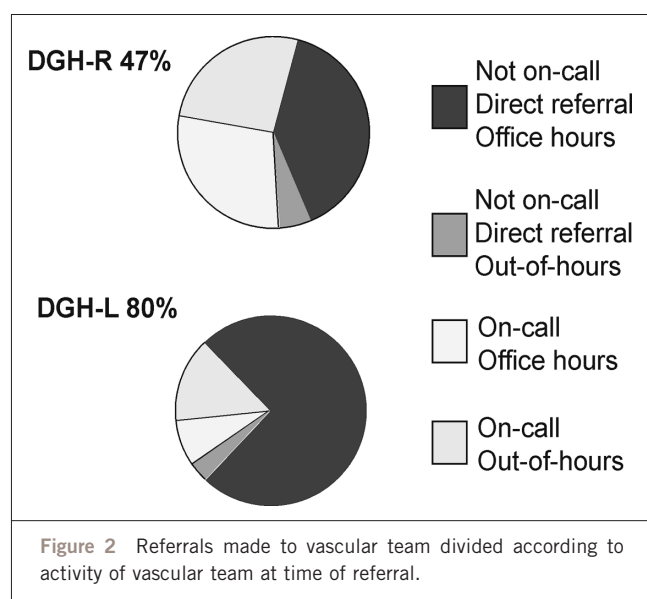 DGH-R 47%
Not on-call
Direct referral
Office hours
Not on-call
Direct referral
Out-of-hours
DGH-L 80%
On-call
Office hours
On-call
Out-of-hours
Figure 2 Referrals made to vascular team divided according to
activity of vascular team at time of referral.